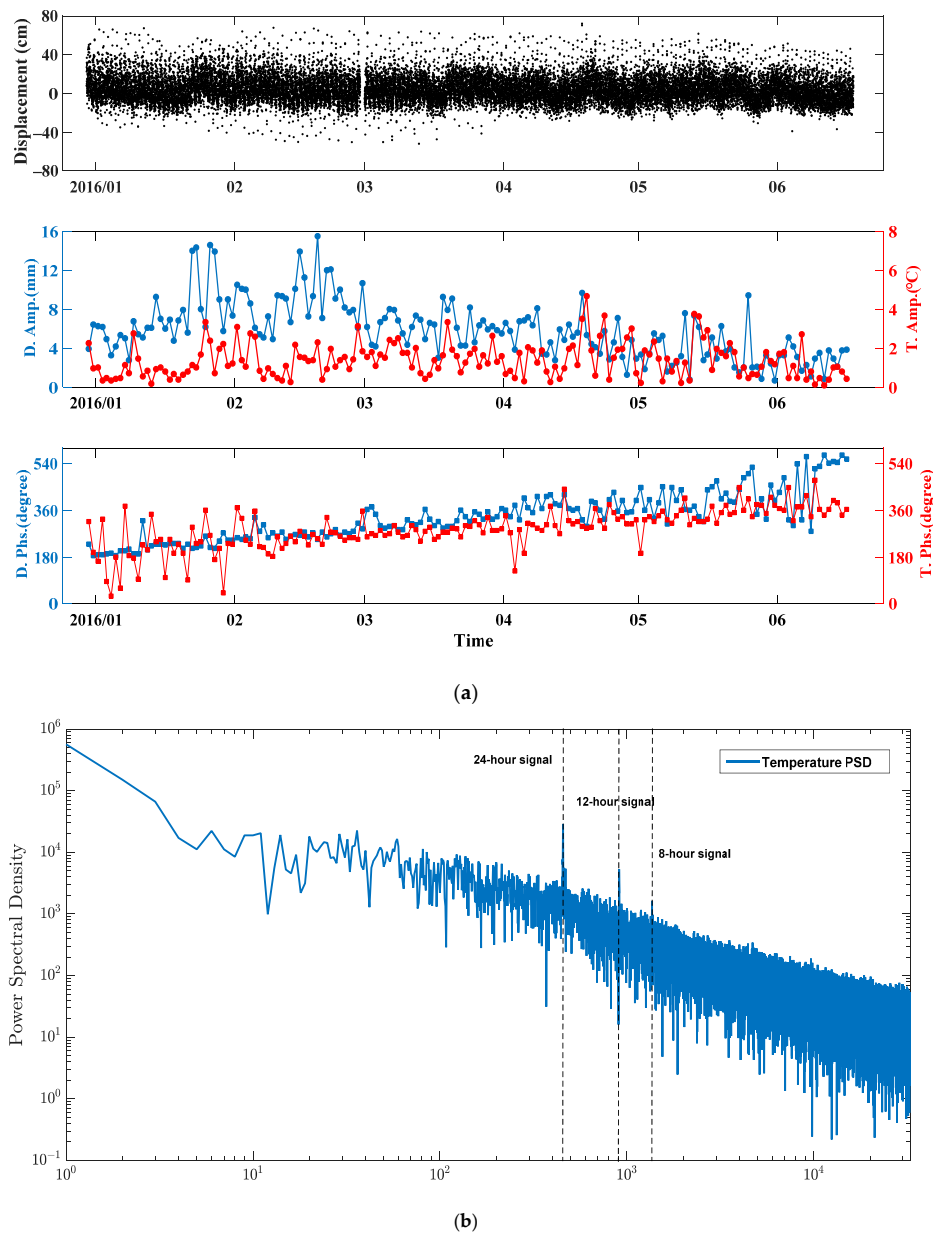 80
40
0
−40
−80
Displacement (cm)
2016/01 02 03 04 05 06
16
12
8
4
0
D. Amp.(mm)
8
6
4
2
0
T. Amp.(°C)
2016/01 02 03 04 05 06
540
360
180
0
D. Phs.(degree)
540
360
180
0
T. Phs.(degree)
2016/01 02 03 04 05 06
Time
(a)
10^6
10^5
10^4
10^3
10^2
10^1
10^0
10^-1
Power Spectral Density
24-hour signal
12-hour signal
8-hour signal
Temperature PSD
10^0 10^1 10^2 10^3 10^4
(b)